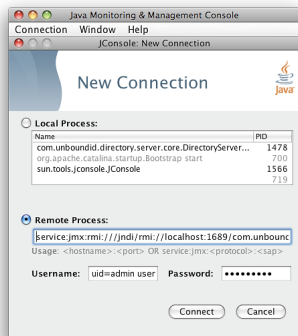 Java Monitoring & Management Console
Connection Window Help
JConsole: New Connection
New Connection
Java
Local Process:
Name PID
com.unboundid.directory.server.core.DirectoryServer... 1478
org.apache.catalina.startup.Bootstrap start 700
sun.tools.jconsole.JConsole 1566
719
Remote Process:
service:jmx:rmi:///jndi/rmi://localhost:1689/com.unbounc
Usage: <hostname>:<port> OR service:jmx:<protocol>:<sap>
Username: uid=admin user Password: •••••••••
Connect Cancel